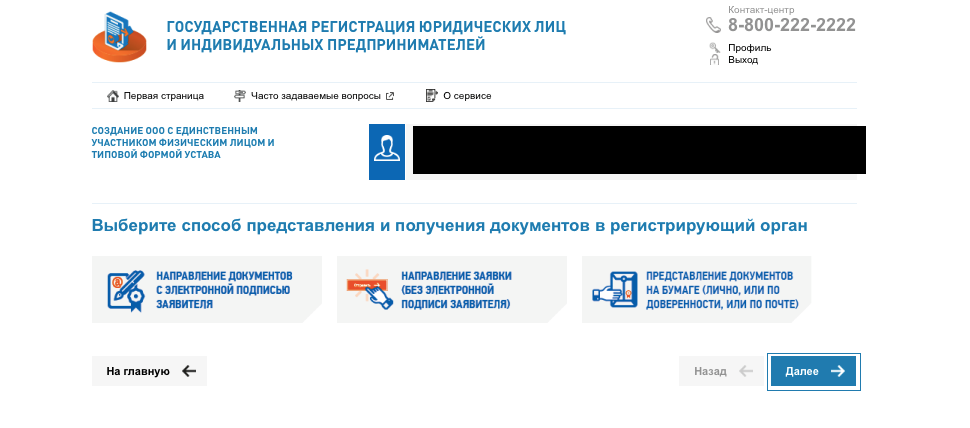 ГОСУДАРСТВЕННАЯ РЕГИСТРАЦИЯ ЮРИДИЧЕСКИХ ЛИЦ
И ИНДИВИДУАЛЬНЫХ ПРЕДПРИНИМАТЕЛЕЙ
Контакт-центр
8-800-222-2222
Профиль
Выход
Первая страница
Часто задаваемые вопросы
О сервисе
СОЗДАНИЕ ООО С ЕДИНСТВЕННЫМ
УЧАСТНИКОМ ФИЗИЧЕСКИМ ЛИЦОМ И
ТИПОВОЙ ФОРМОЙ УСТАВА
Выберите способ представления и получения документов в регистрирующий орган
НАПРАВЛЕНИЕ ДОКУМЕНТОВ
С ЭЛЕКТРОННОЙ ПОДПИСЬЮ
ЗАЯВИТЕЛЯ
НАПРАВЛЕНИЕ ЗАЯВКИ
(БЕЗ ЭЛЕКТРОННОЙ
ПОДПИСИ ЗАЯВИТЕЛЯ)
ПРЕДСТАВЛЕНИЕ ДОКУМЕНТОВ
НА БУМАГЕ (ЛИЧНО, ИЛИ ПО
ДОВЕРЕННОСТИ, ИЛИ ПО ПОЧТЕ)
На главную
Назад
Далее